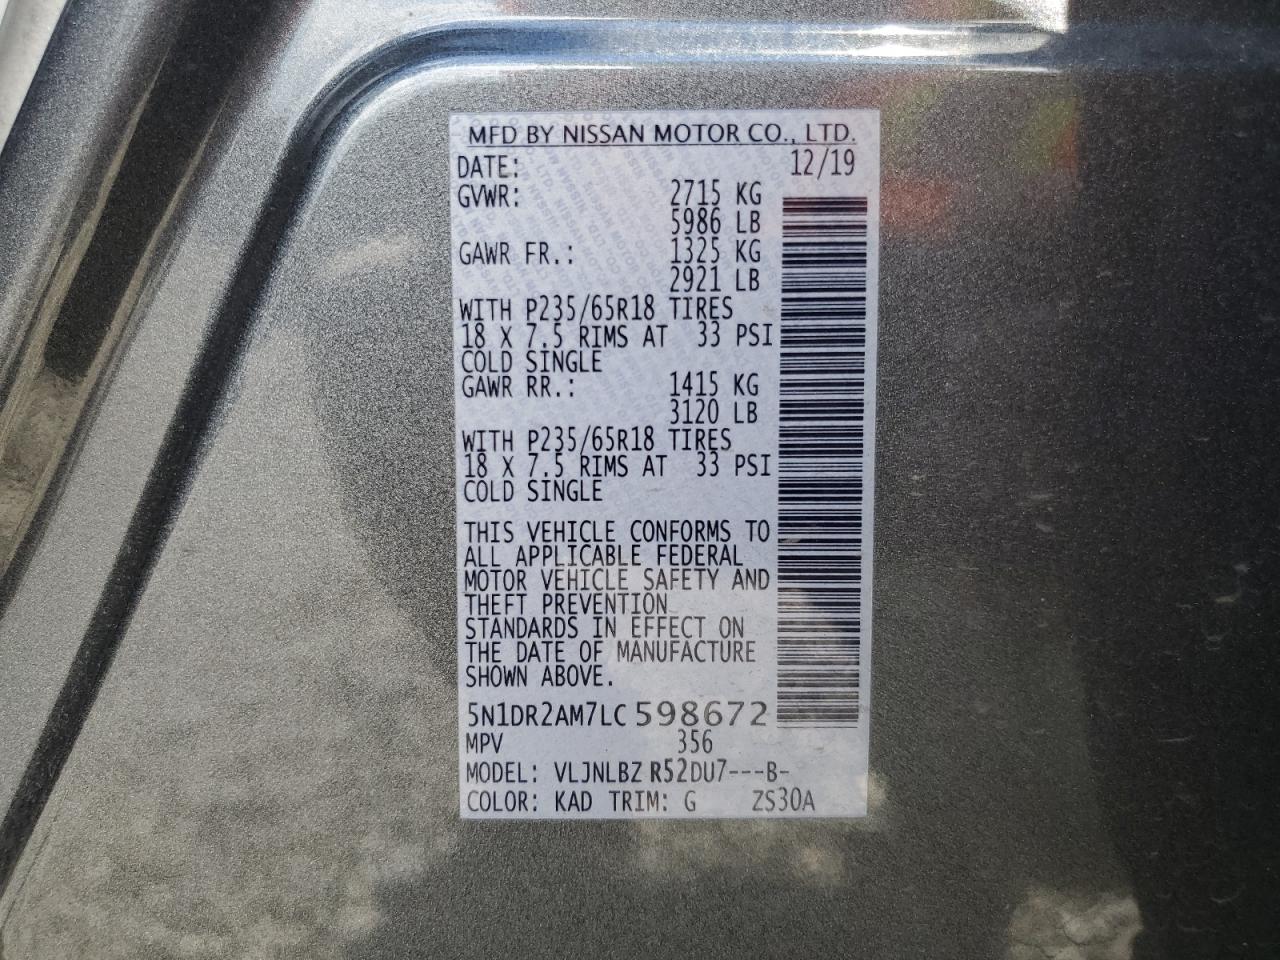 MFD BY NISSAN MOTOR CO., LTD.
DATE: 12/19
GVWR: 2715 KG
5986 LB
GAWR FR.: 1325 KG
2921 LB
WITH P235/65R18 TIRES
18 X 7.5 RIMS AT 33 PSI
COLD SINGLE
GAWR RR.: 1415 KG
3120 LB
WITH P235/65R18 TIRES
18 X 7.5 RIMS AT 33 PSI
COLD SINGLE
THIS VEHICLE CONFORMS TO
ALL APPLICABLE FEDERAL
MOTOR VEHICLE SAFETY AND
THEFT PREVENTION
STANDARDS IN EFFECT ON
THE DATE OF MANUFACTURE
SHOWN ABOVE.
5N1DR2AM7LC598672
MPV 356
MODEL: VLJNLBZ R52DU7---B-
COLOR: KAD TRIM: G ZS30A